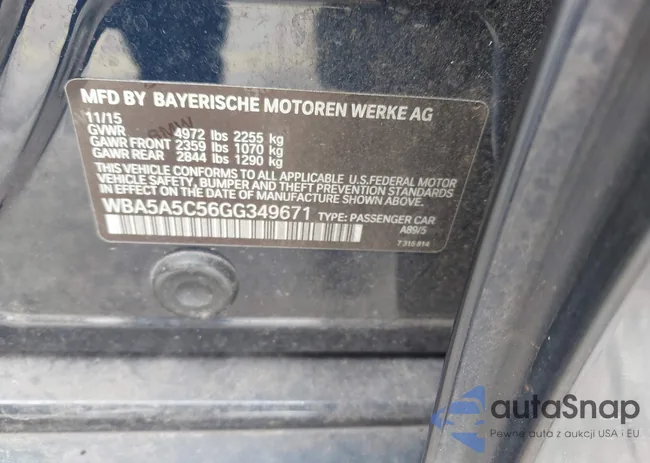 MFD BY BAYERISCHE MOTOREN WERKE AG
11/15
GVWR 4972 lbs 2255 kg
GAWR FRONT 2359 lbs 1070 kg
GAWR REAR 2844 lbs 1290 kg
THIS VEHICLE CONFORMS TO ALL APPLICABLE U.S.FEDERAL MOTOR
VEHICLE SAFETY, BUMPER, AND THEFT PREVENTION STANDARDS
IN EFFECT ON THE DATE OF MANUFACTURE SHOWN ABOVE.
WBA5A5C56GG349671 TYPE: PASSENGER CAR
A89/5
7 315 814
autaSnap
Pewne auta z aukcji USA i EU